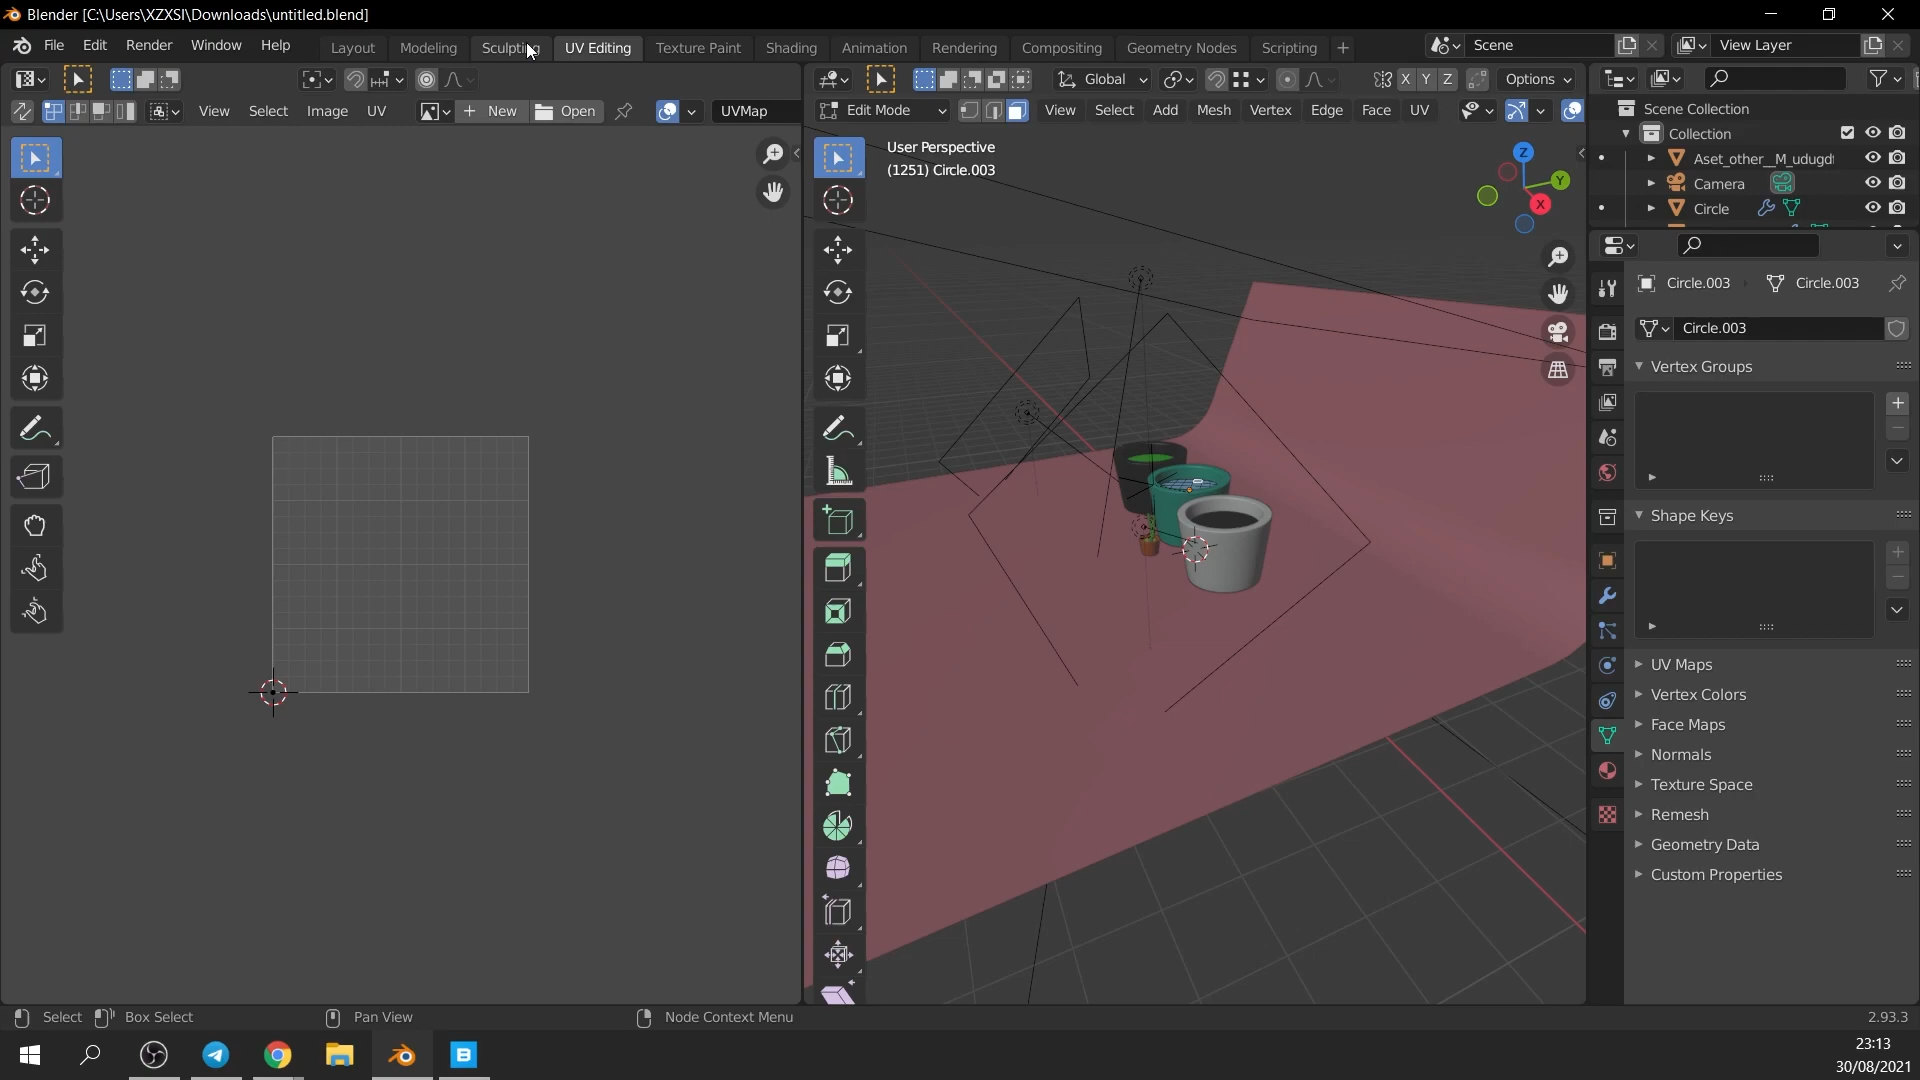 Blender [C:\Users\XZXSI\Downloads\untitled.blend]
File Edit Render Window Help Layout Modeling Sculpting UV Editing Texture Paint Shading Animation Rendering Compositing Geometry Nodes Scripting Scene View Layer
Global X Y Z Options
View Select Image UV New Open UVMap Edit Mode View Select Add Mesh Vertex Edge Face UV
Scene Collection
Collection
Aset_other__M_udugd
Camera
Circle
User Perspective
(1251) Circle.003
Z
Y
X
Circle.003 Circle.003
Circle.003
Vertex Groups
Shape Keys
UV Maps
Vertex Colors
Face Maps
Normals
Texture Space
Remesh
Geometry Data
Custom Properties
Select Box Select Pan View Node Context Menu 2.93.3
23:13
30/08/2021